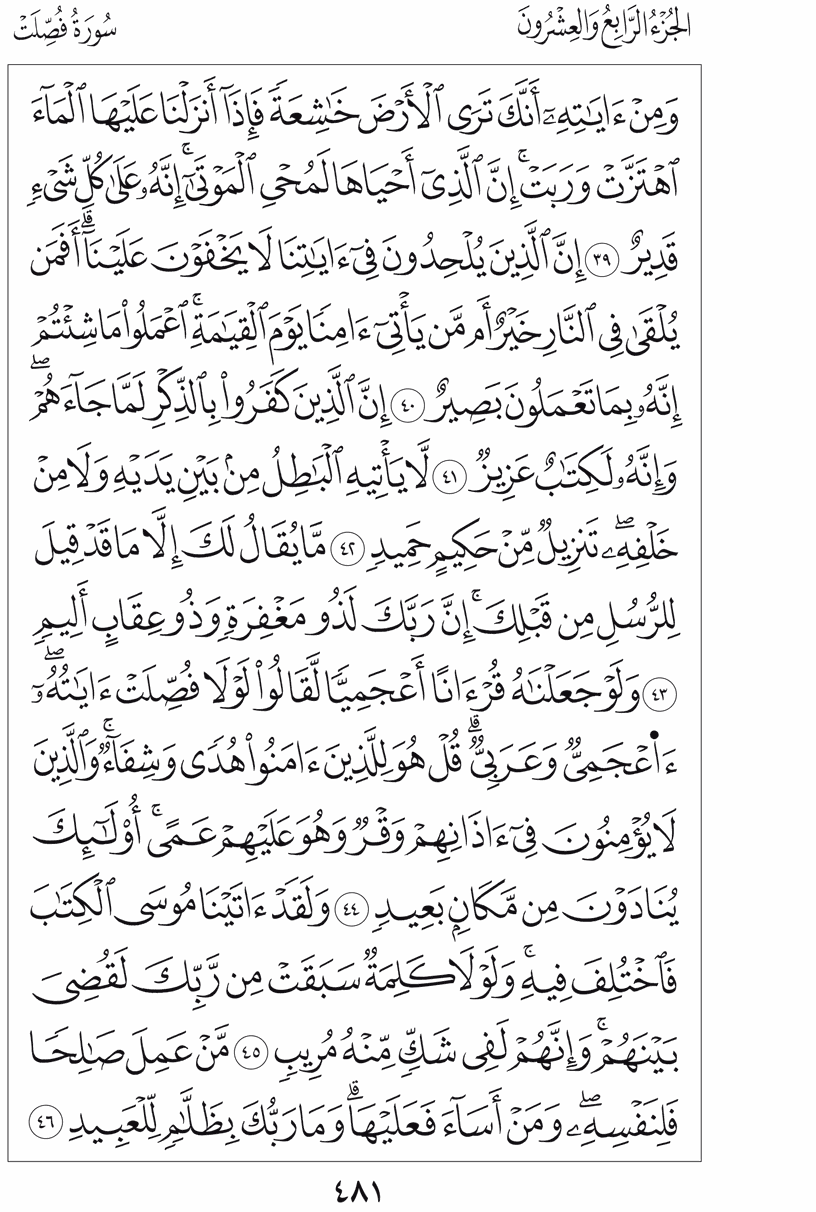 الجُزْءُ الرَّابِعُ وَالعِشْرُونَ
سُورَةُ فُصِّلَتْ
وَمِنْ ءَايَٰتِهِۦٓ أَنَّكَ تَرَى ٱلْأَرْضَ خَٰشِعَةً فَإِذَآ أَنزَلْنَا عَلَيْهَا ٱلْمَآءَ
ٱهْتَزَّتْ وَرَبَتْ ۚ إِنَّ ٱلَّذِىٓ أَحْيَاهَا لَمُحْىِ ٱلْمَوْتَىٰٓ ۚ إِنَّهُۥ عَلَىٰ كُلِّ شَىْءٍ
قَدِيرٌ ٣٩ إِنَّ ٱلَّذِينَ يُلْحِدُونَ فِىٓ ءَايَٰتِنَا لَا يَخْفَوْنَ عَلَيْنَآ ۗ أَفَمَن
يُلْقَىٰ فِى ٱلنَّارِ خَيْرٌ أَم مَّن يَأْتِىٓ ءَامِنًا يَوْمَ ٱلْقِيَٰمَةِ ۚ ٱعْمَلُوا۟ مَا شِئْتُمْ
إِنَّهُۥ بِمَا تَعْمَلُونَ بَصِيرٌ ٤٠ إِنَّ ٱلَّذِينَ كَفَرُوا۟ بِٱلذِّكْرِ لَمَّا جَآءَهُمْ ۖ
وَإِنَّهُۥ لَكِتَٰبٌ عَزِيزٌ ٤١ لَّا يَأْتِيهِ ٱلْبَٰطِلُ مِنۢ بَيْنِ يَدَيْهِ وَلَا مِنْ
خَلْفِهِۦ ۖ تَنزِيلٌ مِّنْ حَكِيمٍ حَمِيدٍ ٤٢ مَّا يُقَالُ لَكَ إِلَّا مَا قَدْ قِيلَ
لِلرُّسُلِ مِن قَبْلِكَ ۚ إِنَّ رَبَّكَ لَذُو مَغْفِرَةٍ وَذُو عِقَابٍ أَلِيمٍ
٤٣ وَلَوْ جَعَلْنَٰهُ قُرْءَانًا أَعْجَمِيًّا لَّقَالُوا۟ لَوْلَا فُصِّلَتْ ءَايَٰتُهُۥٓ ۖ
ءَا۬عْجَمِىٌّ وَعَرَبِىٌّ ۗ قُلْ هُوَ لِلَّذِينَ ءَامَنُوا۟ هُدًى وَشِفَآءٌ ۚ وَٱلَّذِينَ
لَا يُؤْمِنُونَ فِىٓ ءَاذَانِهِمْ وَقْرٌ وَهُوَ عَلَيْهِمْ عَمًى ۚ أُو۟لَٰٓئِكَ
يُنَادَوْنَ مِن مَّكَانٍۭ بَعِيدٍ ٤٤ وَلَقَدْ ءَاتَيْنَا مُوسَى ٱلْكِتَٰبَ
فَٱخْتُلِفَ فِيهِ ۚ وَلَوْلَا كَلِمَةٌ سَبَقَتْ مِن رَّبِّكَ لَقُضِىَ
بَيْنَهُمْ ۚ وَإِنَّهُمْ لَفِى شَكٍّ مِّنْهُ مُرِيبٍ ٤٥ مَّنْ عَمِلَ صَٰلِحًا
فَلِنَفْسِهِۦ ۖ وَمَنْ أَسَآءَ فَعَلَيْهَا ۗ وَمَا رَبُّكَ بِظَلَّٰمٍ لِّلْعَبِيدِ ٤٦
٤٨١